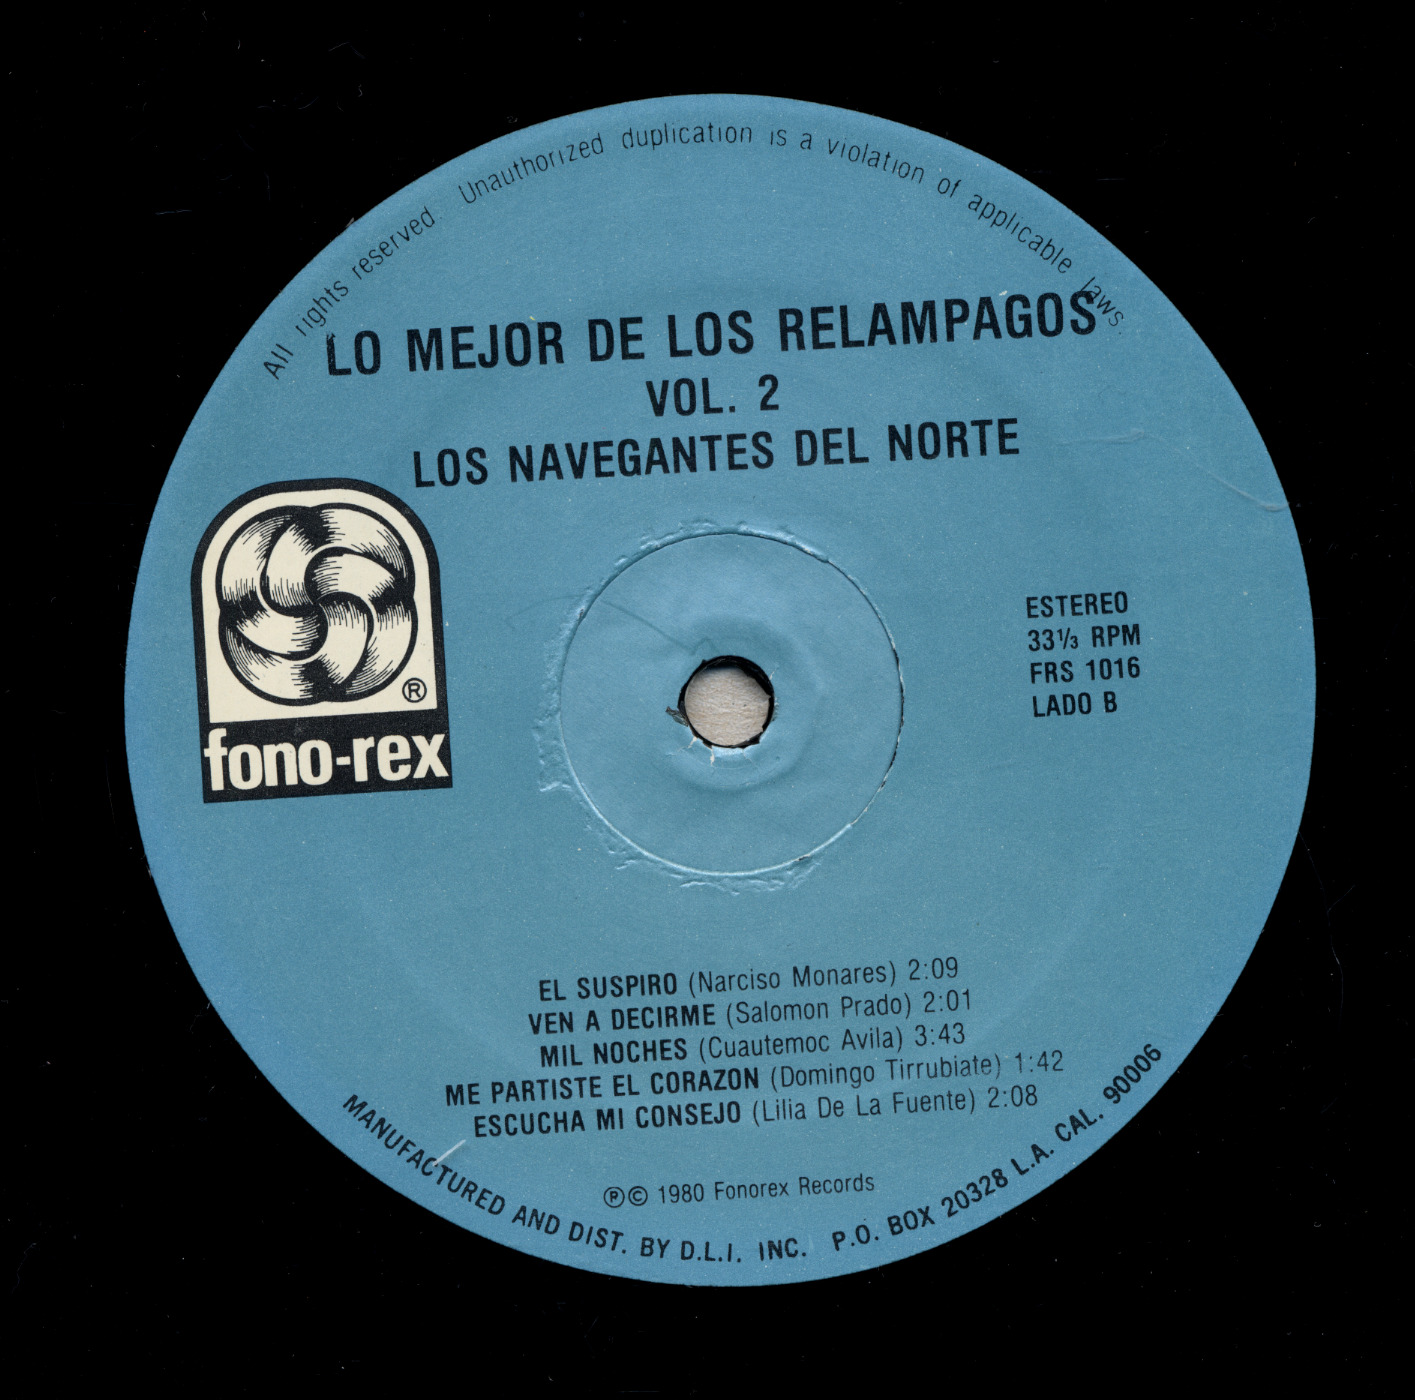 All rights reserved. Unauthorized duplication is a violation of applicable laws.
LO MEJOR DE LOS RELAMPAGOS
VOL. 2
LOS NAVEGANTES DEL NORTE
®
fono-rex
ESTEREO
33⅓ RPM
FRS 1016
LADO B
EL SUSPIRO (Narciso Monares) 2:09
VEN A DECIRME (Salomon Prado) 2:01
MIL NOCHES (Cuautemoc Avila) 3:43
ME PARTISTE EL CORAZON (Domingo Tirrubiate) 1:42
ESCUCHA MI CONSEJO (Lilia De La Fuente) 2:08
℗© 1980 Fonorex Records
MANUFACTURED AND DIST. BY D.L.I. INC. P.O. BOX 20328 L.A. CAL. 90006